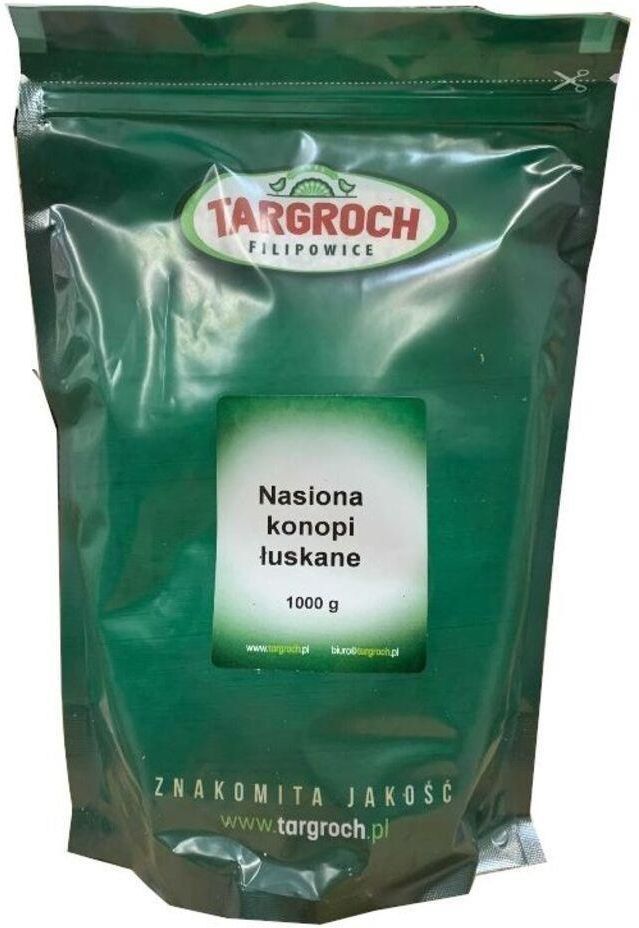 TARGROCH
FILIPOWICE
Nasiona
konopi
łuskane
1000 g
www.targroch.pl biuro@targroch.pl
ZNAKOMITA JAKOŚĆ
www.targroch.pl